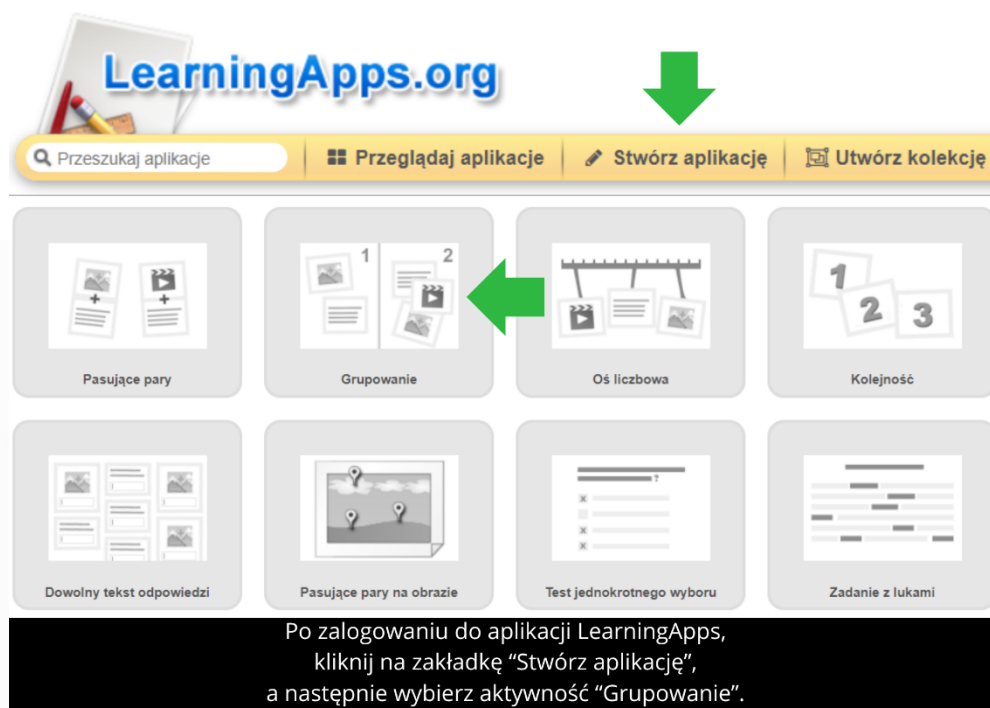 LearningApps.org
Przeszukaj aplikacje
Przeglądaj aplikacje
Stwórz aplikację
Utwórz kolekcję
1 2
1
2
3
Pasujące pary
Grupowanie
Oś liczbowa
Kolejność
?
x
x
x
Dowolny tekst odpowiedzi
Pasujące pary na obrazie
Test jednokrotnego wyboru
Zadanie z lukami
Po zalogowaniu do aplikacji LearningApps,
kliknij na zakładkę “Stwórz aplikację”,
a następnie wybierz aktywność “Grupowanie”.